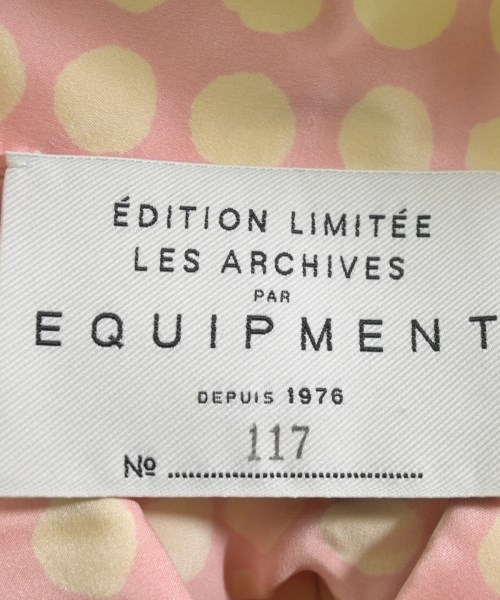 ÉDITION LIMITÉE
LES ARCHIVES
PAR
EQUIPMENT
DEPUIS 1976
117
Nº